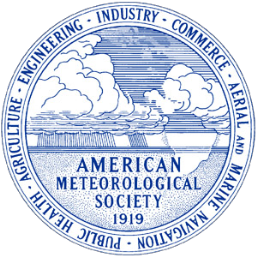 PUBLIC HEALTH - AGRICULTURE - ENGINEERING - INDUSTRY - COMMERCE - AERIAL AND MARINE NAVIGATION -
AMERICAN
METEOROLOGICAL
SOCIETY
1919